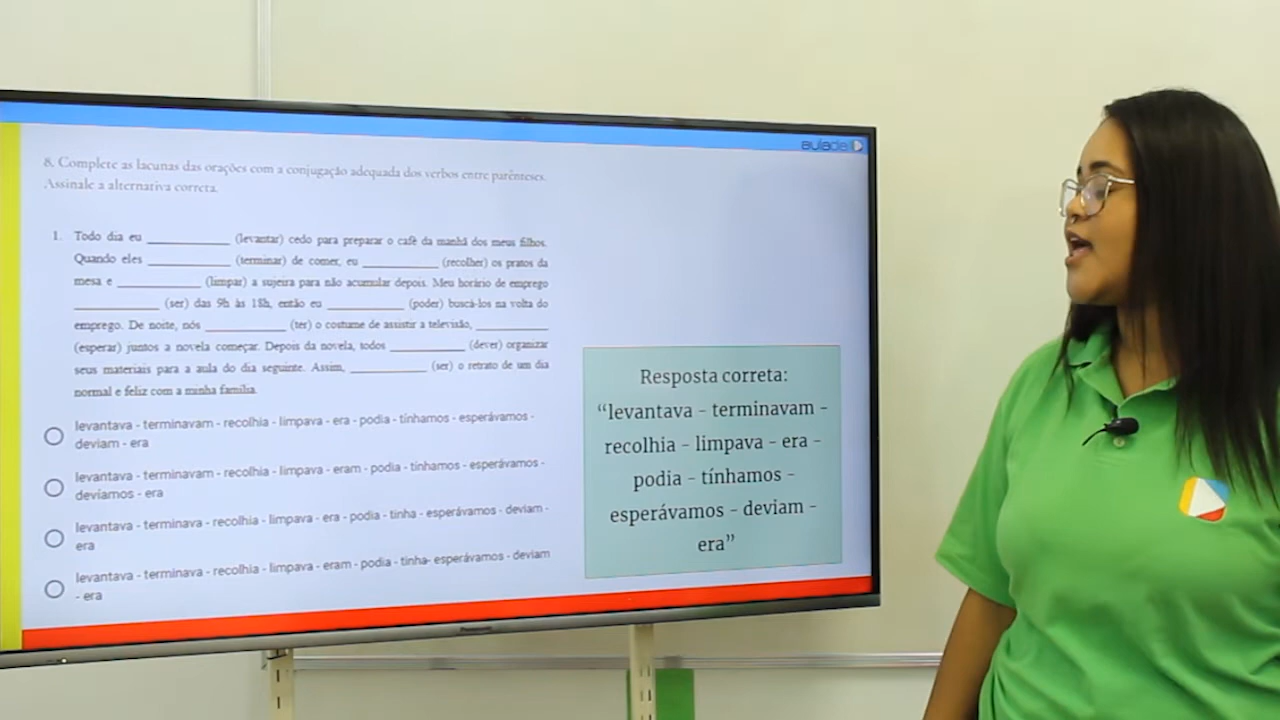 aulade
8. Complete as lacunas das orações com a conjugação adequada dos verbos entre parênteses.
Assinale a alternativa correta.
1. Todo dia eu ____________ (levantar) cedo para preparar o café da manhã dos meus filhos.
Quando eles ____________ (terminar) de comer, eu ___________ (recolher) os pratos da
mesa e ____________ (limpar) a sujeira para não acumular depois. Meu horário de emprego
____________ (ser) das 9h às 18h, então eu ___________ (poder) buscá-los na volta do
emprego. De noite, nós ____________ (ter) o costume de assistir a televisão, ___________
(esperar) juntos a novela começar. Depois da novela, todos ___________ (dever) organizar
seus materiais para a aula do dia seguinte. Assim, ___________ (ser) o retrato de um dia
normal e feliz com a minha família.
levantava - terminavam - recolhia - limpava - era - podia - tínhamos - esperávamos -
deviam - era
levantava - terminavam - recolhia - limpava - eram - podia - tínhamos - esperávamos -
devíamos - era
levantava - terminava - recolhia - limpava - era - podia - tinha - esperávamos - deviam -
era
levantava - terminava - recolhia - limpava - eram - podia - tinha- esperávamos - deviam
- era
Resposta correta:
“levantava - terminavam -
recolhia - limpava - era -
podia - tínhamos -
esperávamos - deviam -
era”
Panasonic